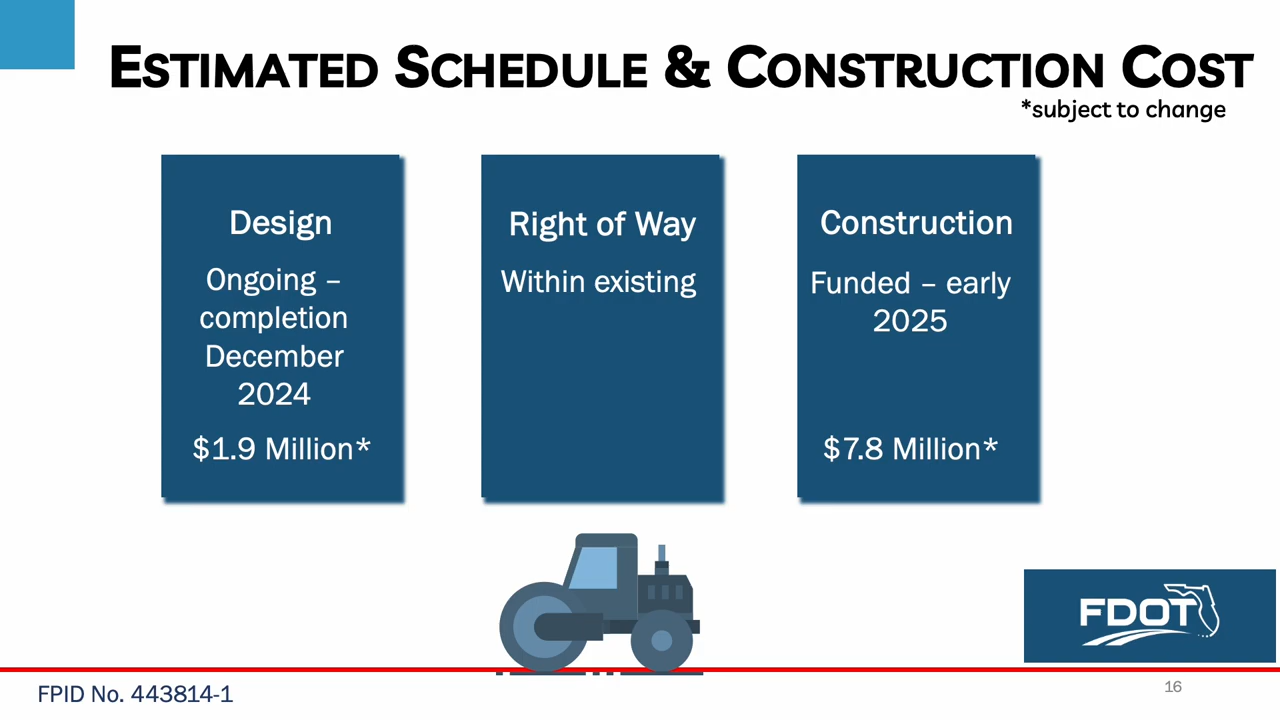 ESTIMATED SCHEDULE & CONSTRUCTION COST
*subject to change
Design
Ongoing –
completion
December
2024
$1.9 Million*
Right of Way
Within existing
Construction
Funded – early
2025
$7.8 Million*
FDOT
FPID No. 443814-1
16